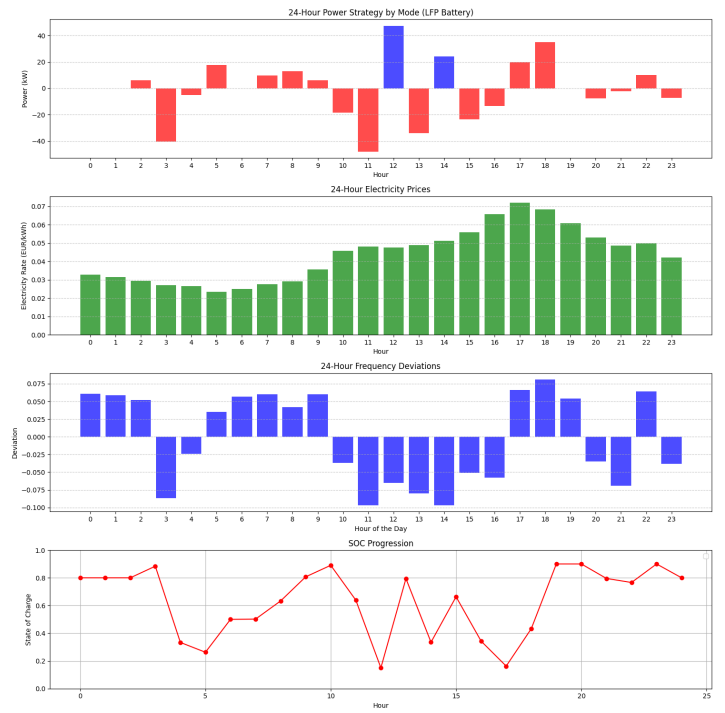 24-Hour Power Strategy by Mode (LFP Battery)
Power (kW)
40
20
0
−20
−40
0 1 2 3 4 5 6 7 8 9 10 11 12 13 14 15 16 17 18 19 20 21 22 23
Hour
24-Hour Electricity Prices
Electricity Rate (EUR/kWh)
0.07
0.06
0.05
0.04
0.03
0.02
0.01
0.00
0 1 2 3 4 5 6 7 8 9 10 11 12 13 14 15 16 17 18 19 20 21 22 23
Hour
24-Hour Frequency Deviations
Deviation
0.075
0.050
0.025
0.000
−0.025
−0.050
−0.075
−0.100
0 1 2 3 4 5 6 7 8 9 10 11 12 13 14 15 16 17 18 19 20 21 22 23
Hour of the Day
SOC Progression
State of Charge
1.0
0.8
0.6
0.4
0.2
0.0
0 5 10 15 20 25
Hour